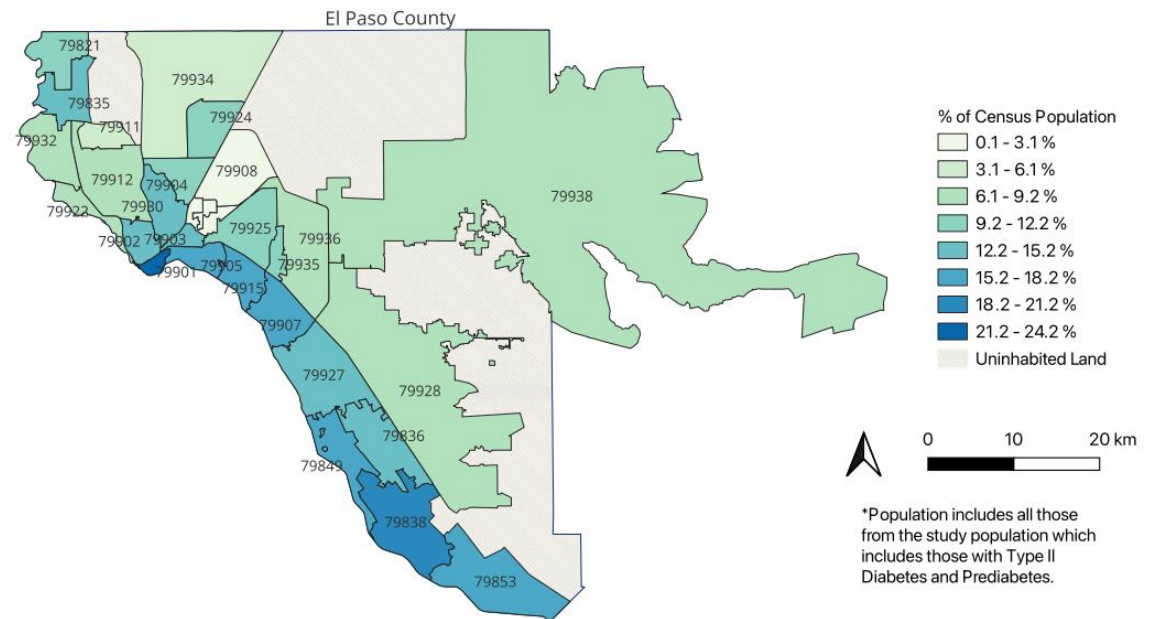 El Paso County
79821
79934
79835
79924
79911
79932
79908
79912
79904
79938
79930
79922
79925
79902
79903
79936
79901
79905
79935
79915
79907
79927
79928
79836
79849
79838
79853
% of Census Population
0.1 - 3.1 %
3.1 - 6.1 %
6.1 - 9.2 %
9.2 - 12.2 %
12.2 - 15.2 %
15.2 - 18.2 %
18.2 - 21.2 %
21.2 - 24.2 %
Uninhabited Land
0 10 20 km
*Population includes all those
from the study population which
includes those with Type II
Diabetes and Prediabetes.